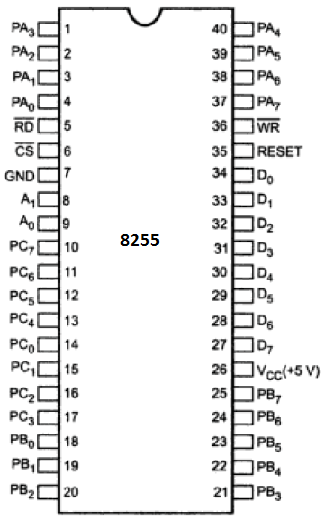 PA₃ 1 40 PA₄
PA₂ 2 39 PA₅
PA₁ 3 38 PA₆
PA₀ 4 37 PA₇
R̅D̅ 5 36 W̅R̅
C̅S̅ 6 35 RESET
GND 7 34 D₀
A₁ 8 33 D₁
A₀ 9 32 D₂
8255
PC₇ 10 31 D₃
PC₆ 11 30 D₄
PC₅ 12 29 D₅
PC₄ 13 28 D₆
PC₀ 14 27 D₇
PC₁ 15 26 V_CC(+5 V)
PC₂ 16 25 PB₇
PC₃ 17 24 PB₆
PB₀ 18 23 PB₅
PB₁ 19 22 PB₄
PB₂ 20 21 PB₃